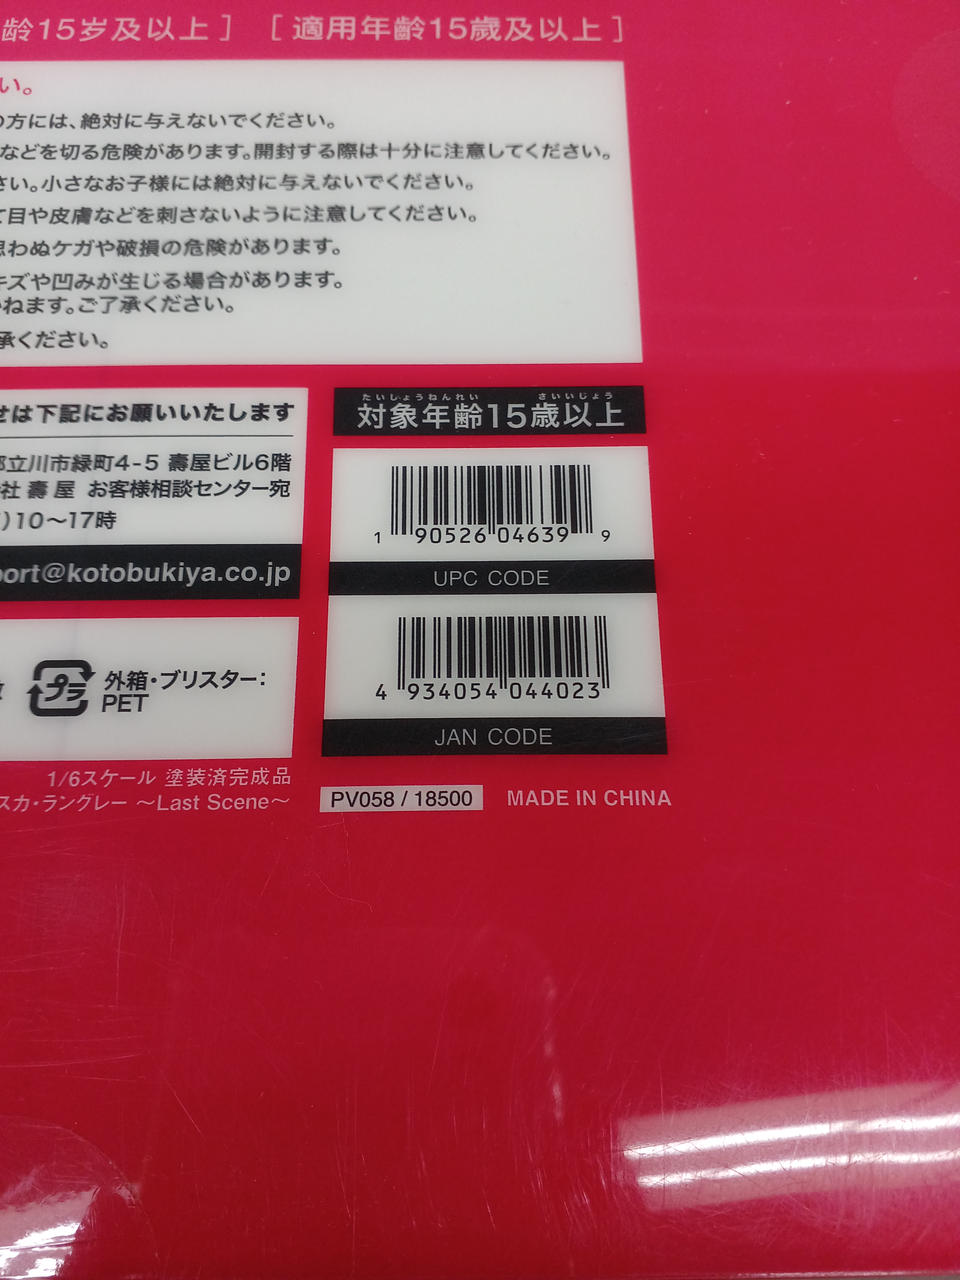 齢15岁及以上］ ［適用年齡15歲及以上］
い。
の方には、絶対に与えないでください。
などを切る危険があります。開封する際は十分に注意してください。
さい。小さなお子様には絶対に与えないでください。
て目や皮膚などを刺さないように注意してください。
思わぬケガや破損の危険があります。
キズや凹みが生じる場合があります。
かねます。ご了承ください。
承ください。
せは下記にお願いいたします
都立川市緑町4-5 壽屋ビル6階
社 壽 屋 お客様相談センター宛
)10〜17時
port@kotobukiya.co.jp
たいしょうねんれい さいいじょう
対象年齢15歳以上
1 90526 04639 9
UPC CODE
4 934054 044023
JAN CODE
プラ
外箱・ブリスター：
PET
1/6スケール 塗装済完成品
スカ・ラングレー 〜Last Scene〜
PV058 / 18500
MADE IN CHINA